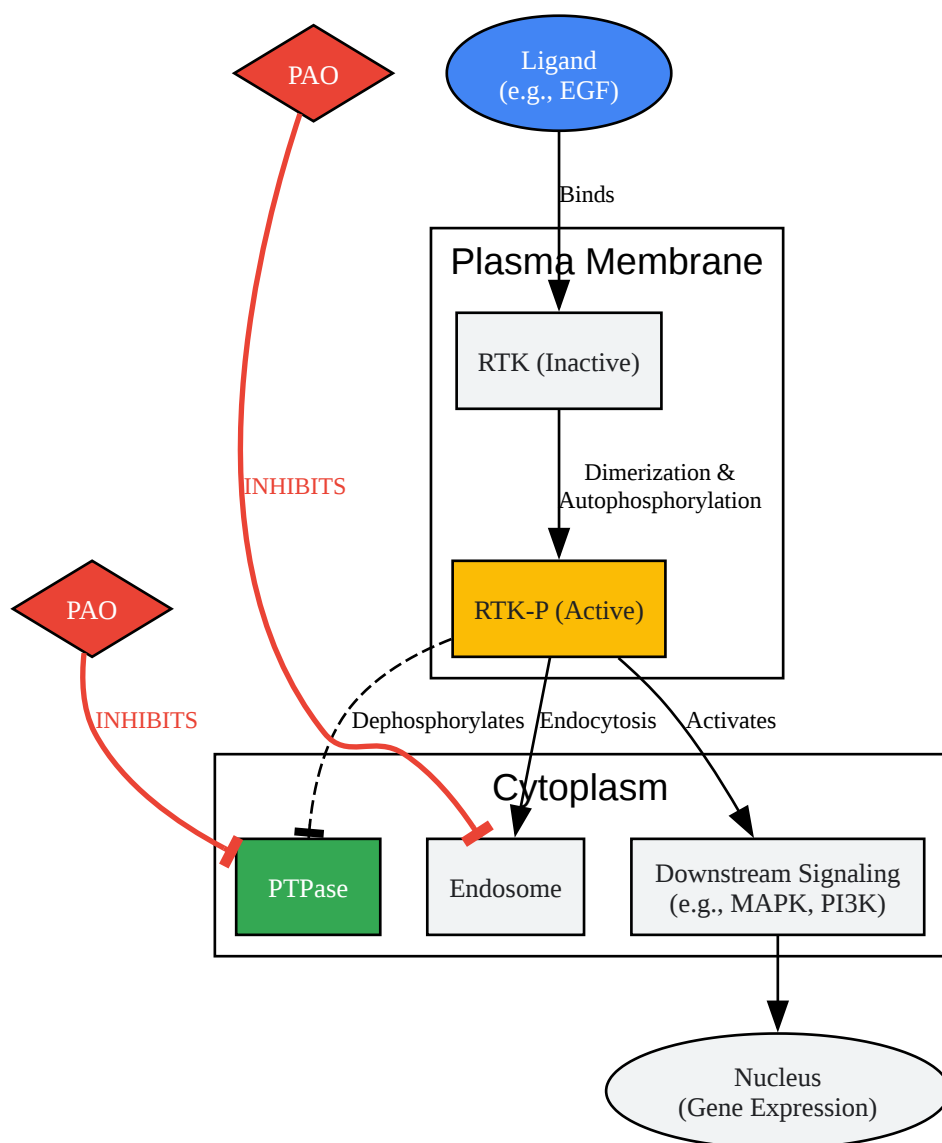 PAO
Ligand
(e.g., EGF)
Binds
Plasma Membrane
RTK (Inactive)
INHIBITS
Dimerization &
Autophosphorylation
PAO
RTK-P (Active)
INHIBITS
Dephosphorylates
Endocytosis
Activates
Cytoplasm
PTPase
Endosome
Downstream Signaling
(e.g., MAPK, PI3K)
Nucleus
(Gene Expression)